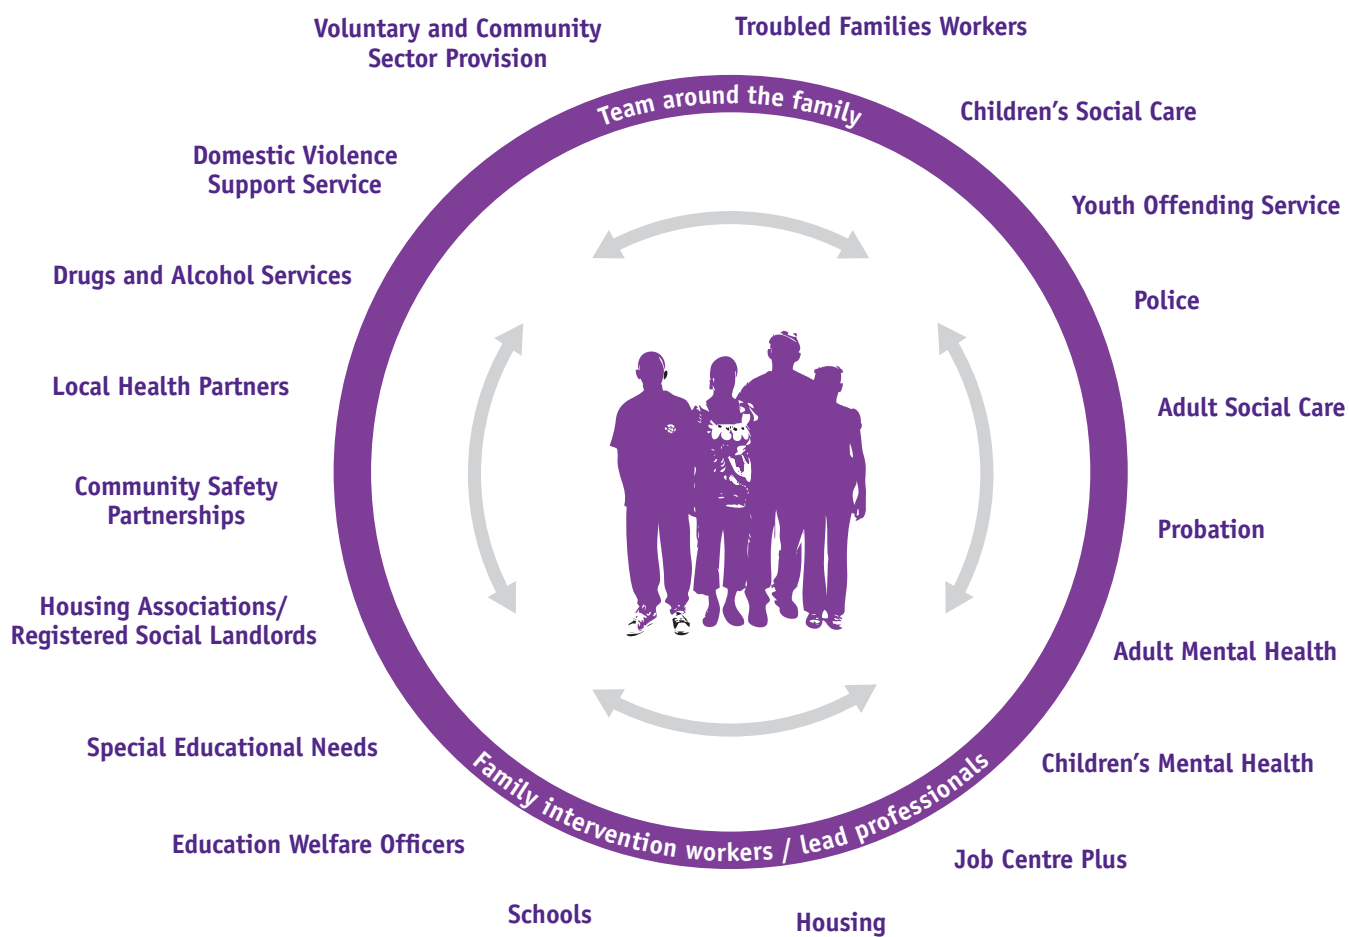 Voluntary and Community
Sector Provision
Troubled Families Workers
Team around the family
Children’s Social Care
Domestic Violence
Support Service
Youth Offending Service
Drugs and Alcohol Services
Police
Local Health Partners
Adult Social Care
Community Safety
Partnerships
Probation
Housing Associations/
Registered Social Landlords
Adult Mental Health
Special Educational Needs
Children’s Mental Health
Family intervention workers / lead professionals
Education Welfare Officers
Job Centre Plus
Schools
Housing